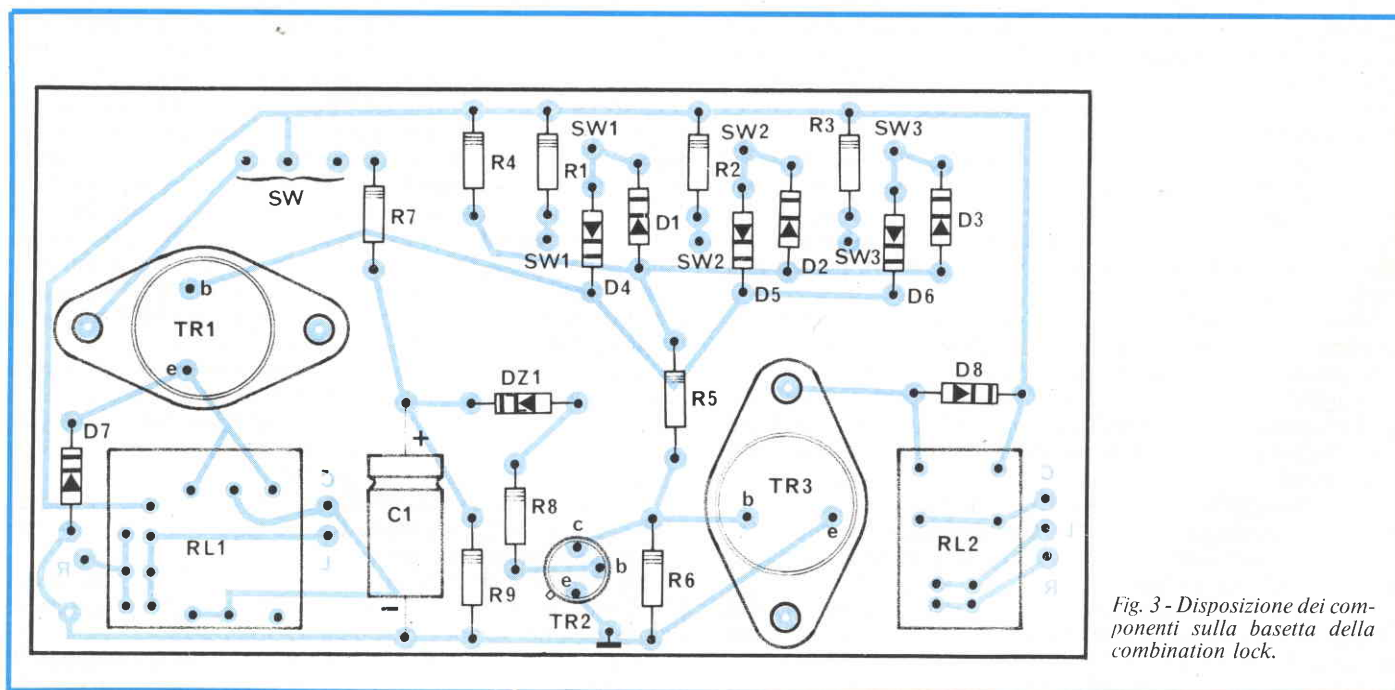 SW
R7
R4
R1
SW1
SW1
D1
D4
R2
SW2
SW2
D2
D5
R3
SW3
SW3
D3
D6
b
TR1
e
D7
RL1
C
L
R
+
C1
-
DZ1
R8
R9
c
b
e
TR2
R5
R6
b
TR3
e
D8
RL2
C
L
R
Fig. 3 - Disposizione dei com-
ponenti sulla basetta della
combination lock.